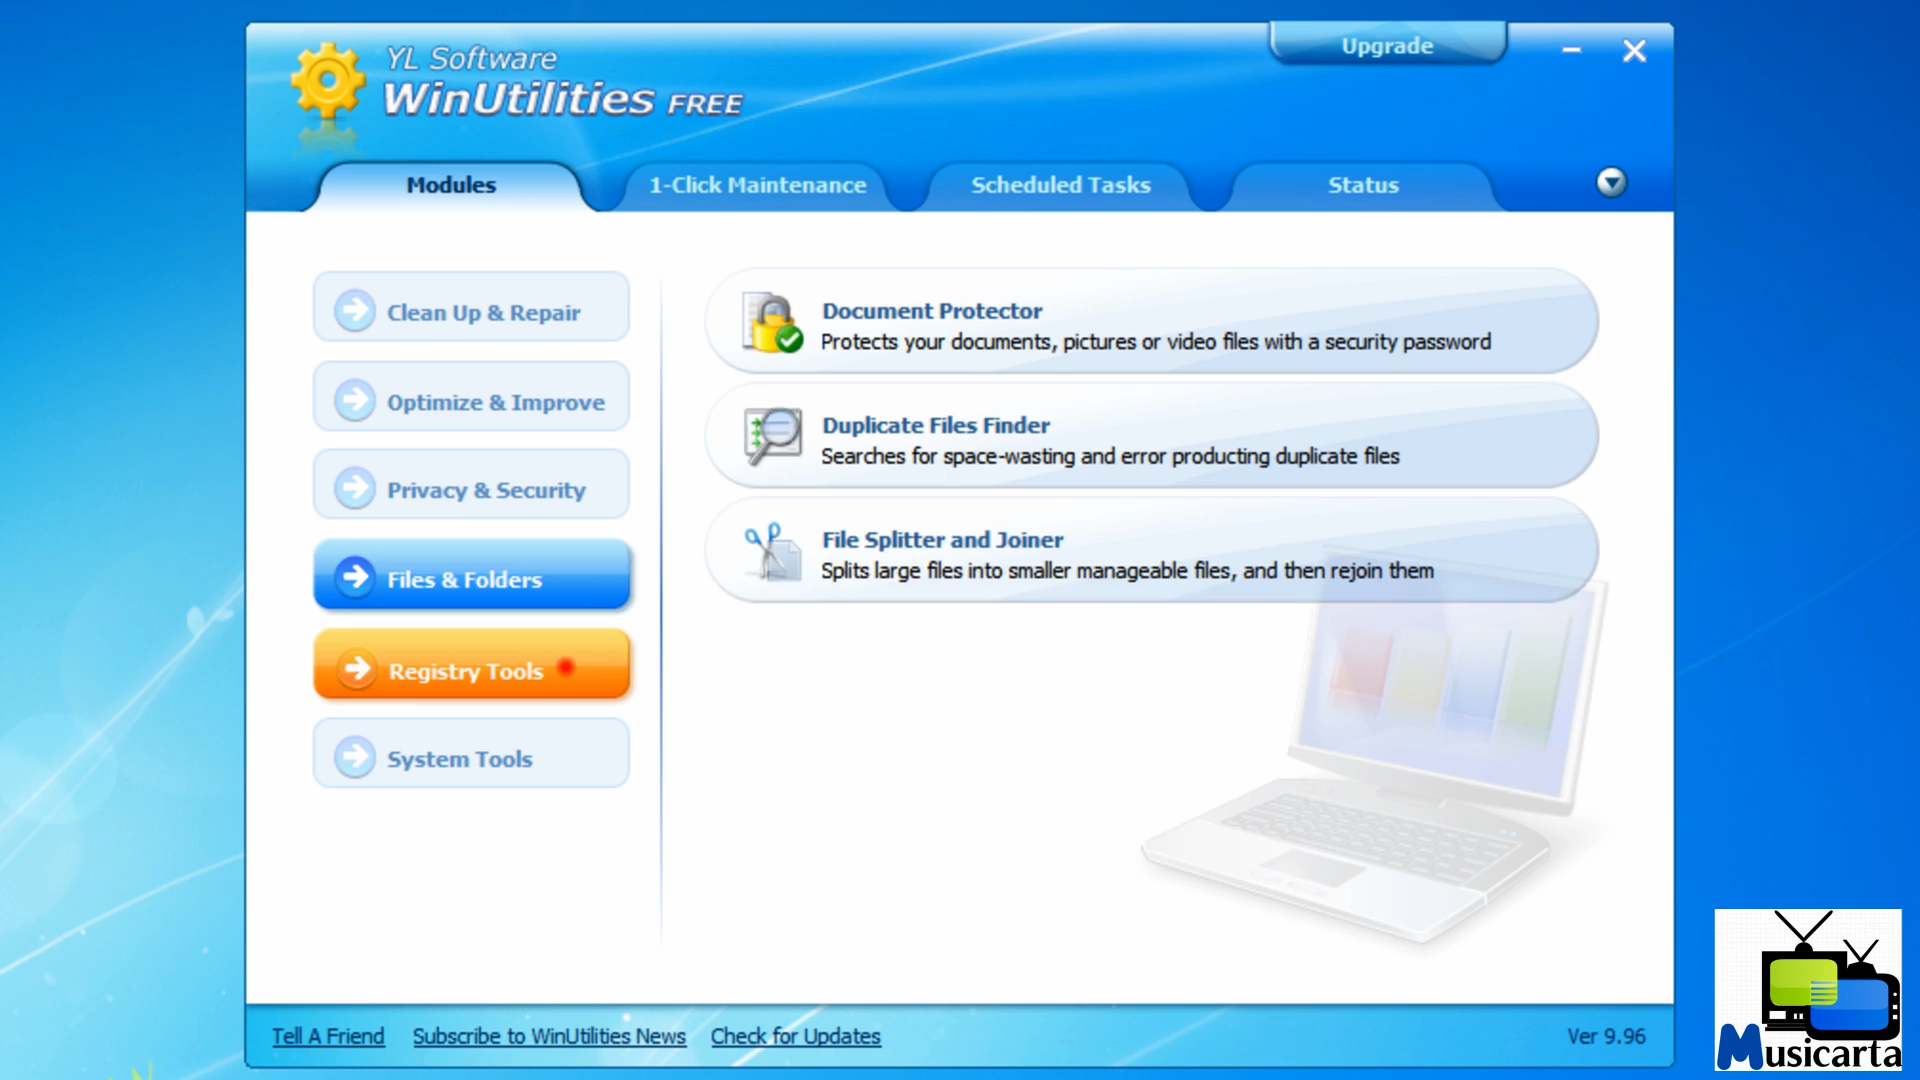 YL Software
WinUtilities FREE
Upgrade
Modules
1-Click Maintenance
Scheduled Tasks
Status
Clean Up & Repair
Optimize & Improve
Privacy & Security
Files & Folders
Registry Tools
System Tools
Document Protector
Protects your documents, pictures or video files with a security password
Duplicate Files Finder
Searches for space-wasting and error producting duplicate files
File Splitter and Joiner
Splits large files into smaller manageable files, and then rejoin them
Tell A Friend
Subscribe to WinUtilities News
Check for Updates
Ver 9.96
Musicarta